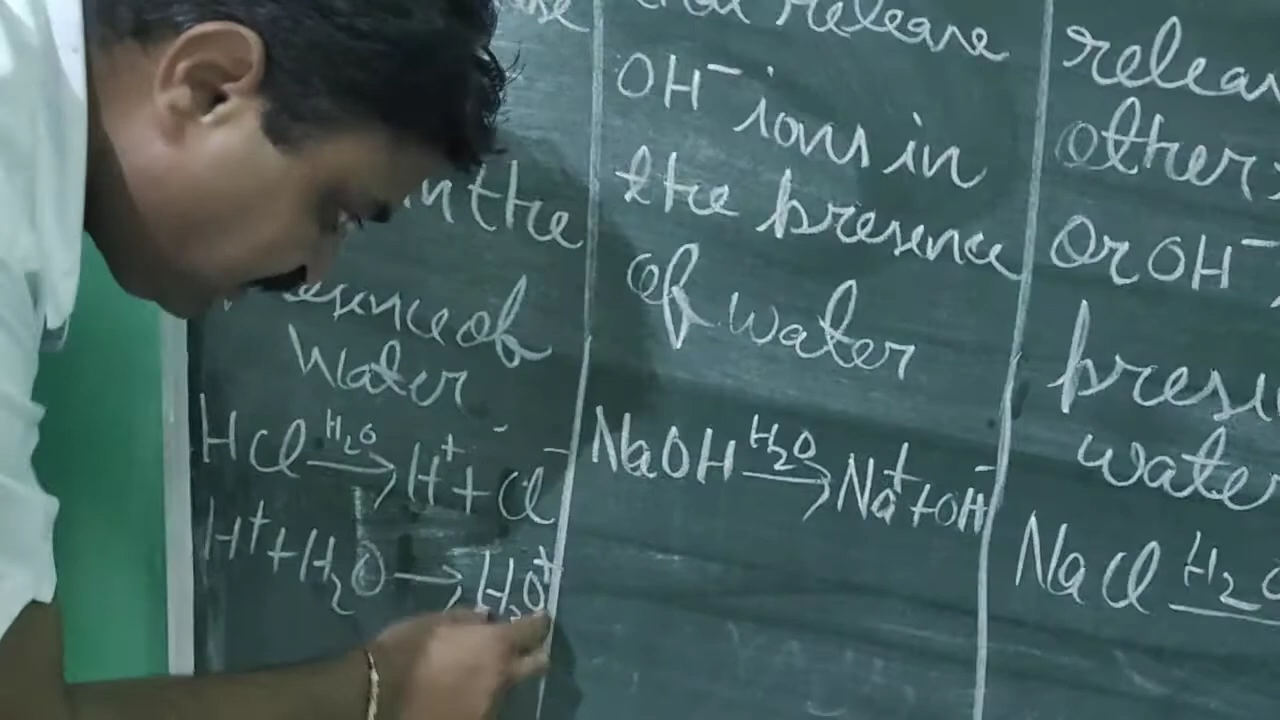 in the
esence of
Water
HCl H₂O→ H⁺ + Cl⁻
H⁺ + H₂O → H₃O⁺
release
OH⁻ ions in
the presence
of water
NaOH H₂O→ Na⁺ + OH⁻
releas
other
Or OH⁻
prese
water
NaCl H₂O